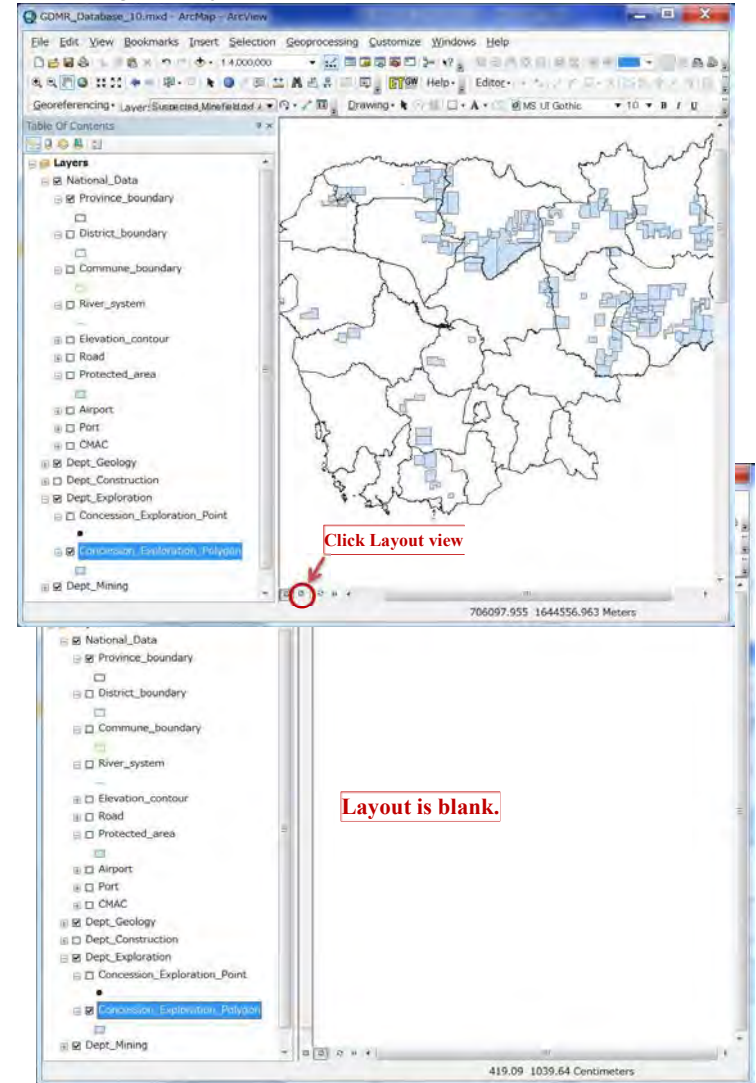 GDMR_Database_10.mxd - ArcMap - ArcView
File Edit View Bookmarks Insert Selection Geoprocessing Customize Windows Help
1:4,000,000
Help Editor
Georeferencing Layer: Suspected_Minefield.dxf Drawing A MS UI Gothic 10 B I U
Table Of Contents
Layers
National_Data
Province_boundary
District_boundary
Commune_boundary
River_system
Elevation_contour
Road
Protected_area
Airport
Port
CMAC
Dept_Geology
Dept_Construction
Dept_Exploration
Concession_Exploration_Point
Concession_Exploration_Polygon
Dept_Mining
Click Layout view
706097.955 1644556.963 Meters
National_Data
Province_boundary
District_boundary
Commune_boundary
River_system
Elevation_contour
Road
Protected_area
Airport
Port
CMAC
Dept_Geology
Dept_Construction
Dept_Exploration
Concession_Exploration_Point
Concession_Exploration_Polygon
Dept_Mining
Layout is blank.
419.09 1039.64 Centimeters